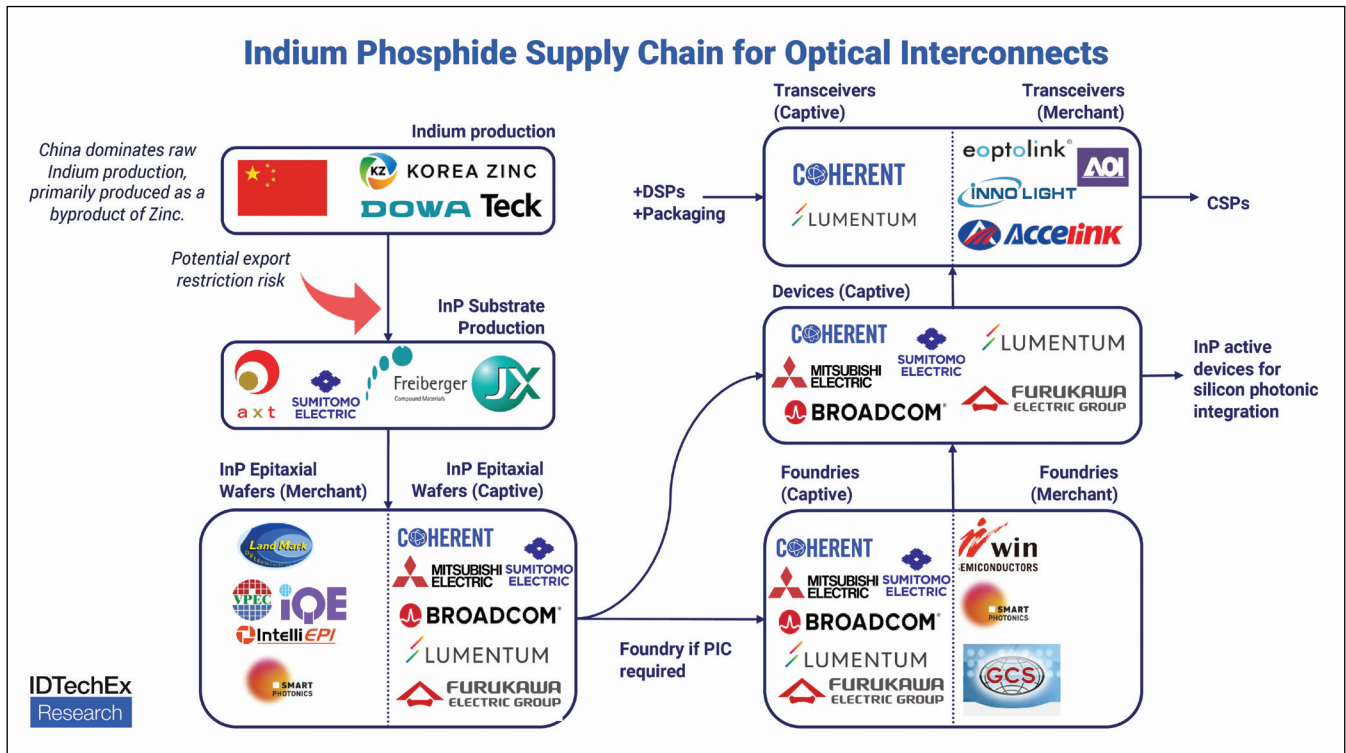 Indium Phosphide Supply Chain for Optical Interconnects
Indium production
China dominates raw
Indium production,
primarily produced as a
byproduct of Zinc.
KZ
KOREA ZINC
DOWA
Teck
Potential export
restriction risk
InP Substrate
Production
axt
SUMITOMO
ELECTRIC
Freiberger
Compound Materials
JX
InP Epitaxial
Wafers (Merchant)
InP Epitaxial
Wafers (Captive)
Land Mark
VPEC
iQE
IntelliEPI
SMART
PHOTONICS
COHERENT
MITSUBISHI
ELECTRIC
SUMITOMO
ELECTRIC
BROADCOM®
LUMENTUM
FURUKAWA
ELECTRIC GROUP
Foundry if PIC
required
Transceivers
(Captive)
Transceivers
(Merchant)
+DSPs
+Packaging
COHERENT
LUMENTUM
eoptolink®
AOI
INNOLIGHT
Accelink
CSPs
Devices (Captive)
COHERENT
SUMITOMO
ELECTRIC
LUMENTUM
MITSUBISHI
ELECTRIC
BROADCOM®
FURUKAWA
ELECTRIC GROUP
InP active
devices for
silicon photonic
integration
Foundries
(Captive)
Foundries
(Merchant)
COHERENT
MITSUBISHI
ELECTRIC
SUMITOMO
ELECTRIC
BROADCOM®
LUMENTUM
FURUKAWA
ELECTRIC GROUP
win
SEMICONDUCTORS
SMART
PHOTONICS
GCS
IDTechEx
Research